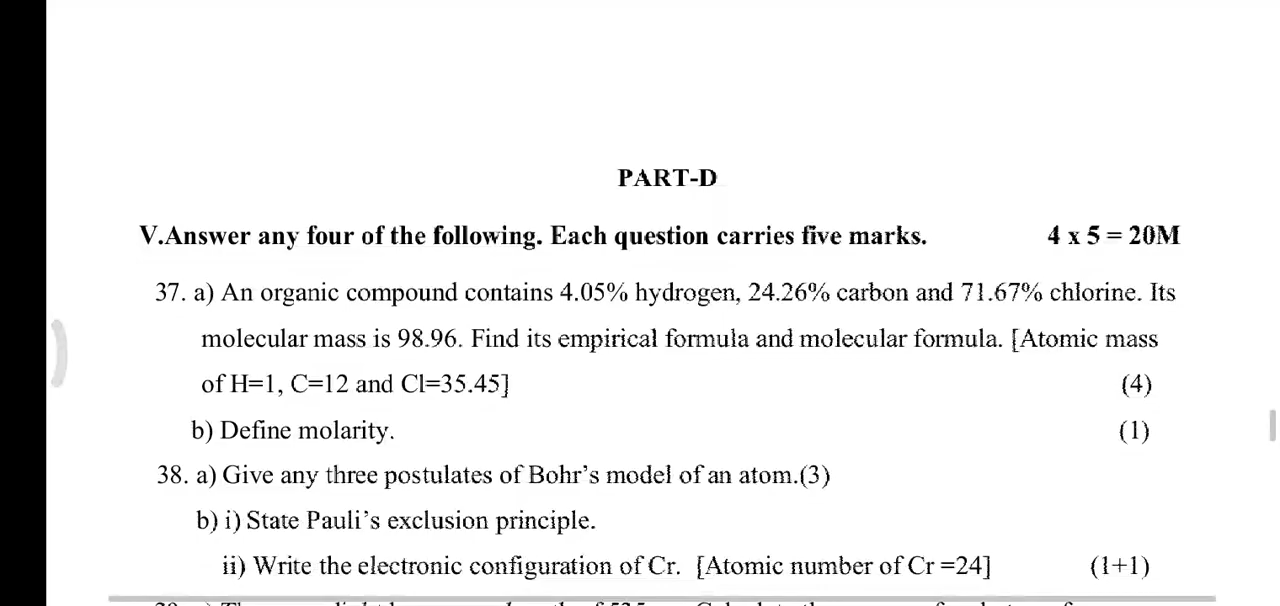 PART-D
V.Answer any four of the following. Each question carries five marks. 4 x 5 = 20M
37. a) An organic compound contains 4.05% hydrogen, 24.26% carbon and 71.67% chlorine. Its
molecular mass is 98.96. Find its empirical formula and molecular formula. [Atomic mass
of H=1, C=12 and Cl=35.45] (4)
b) Define molarity. (1)
38. a) Give any three postulates of Bohr’s model of an atom.(3)
b) i) State Pauli’s exclusion principle.
ii) Write the electronic configuration of Cr. [Atomic number of Cr =24] (1+1)